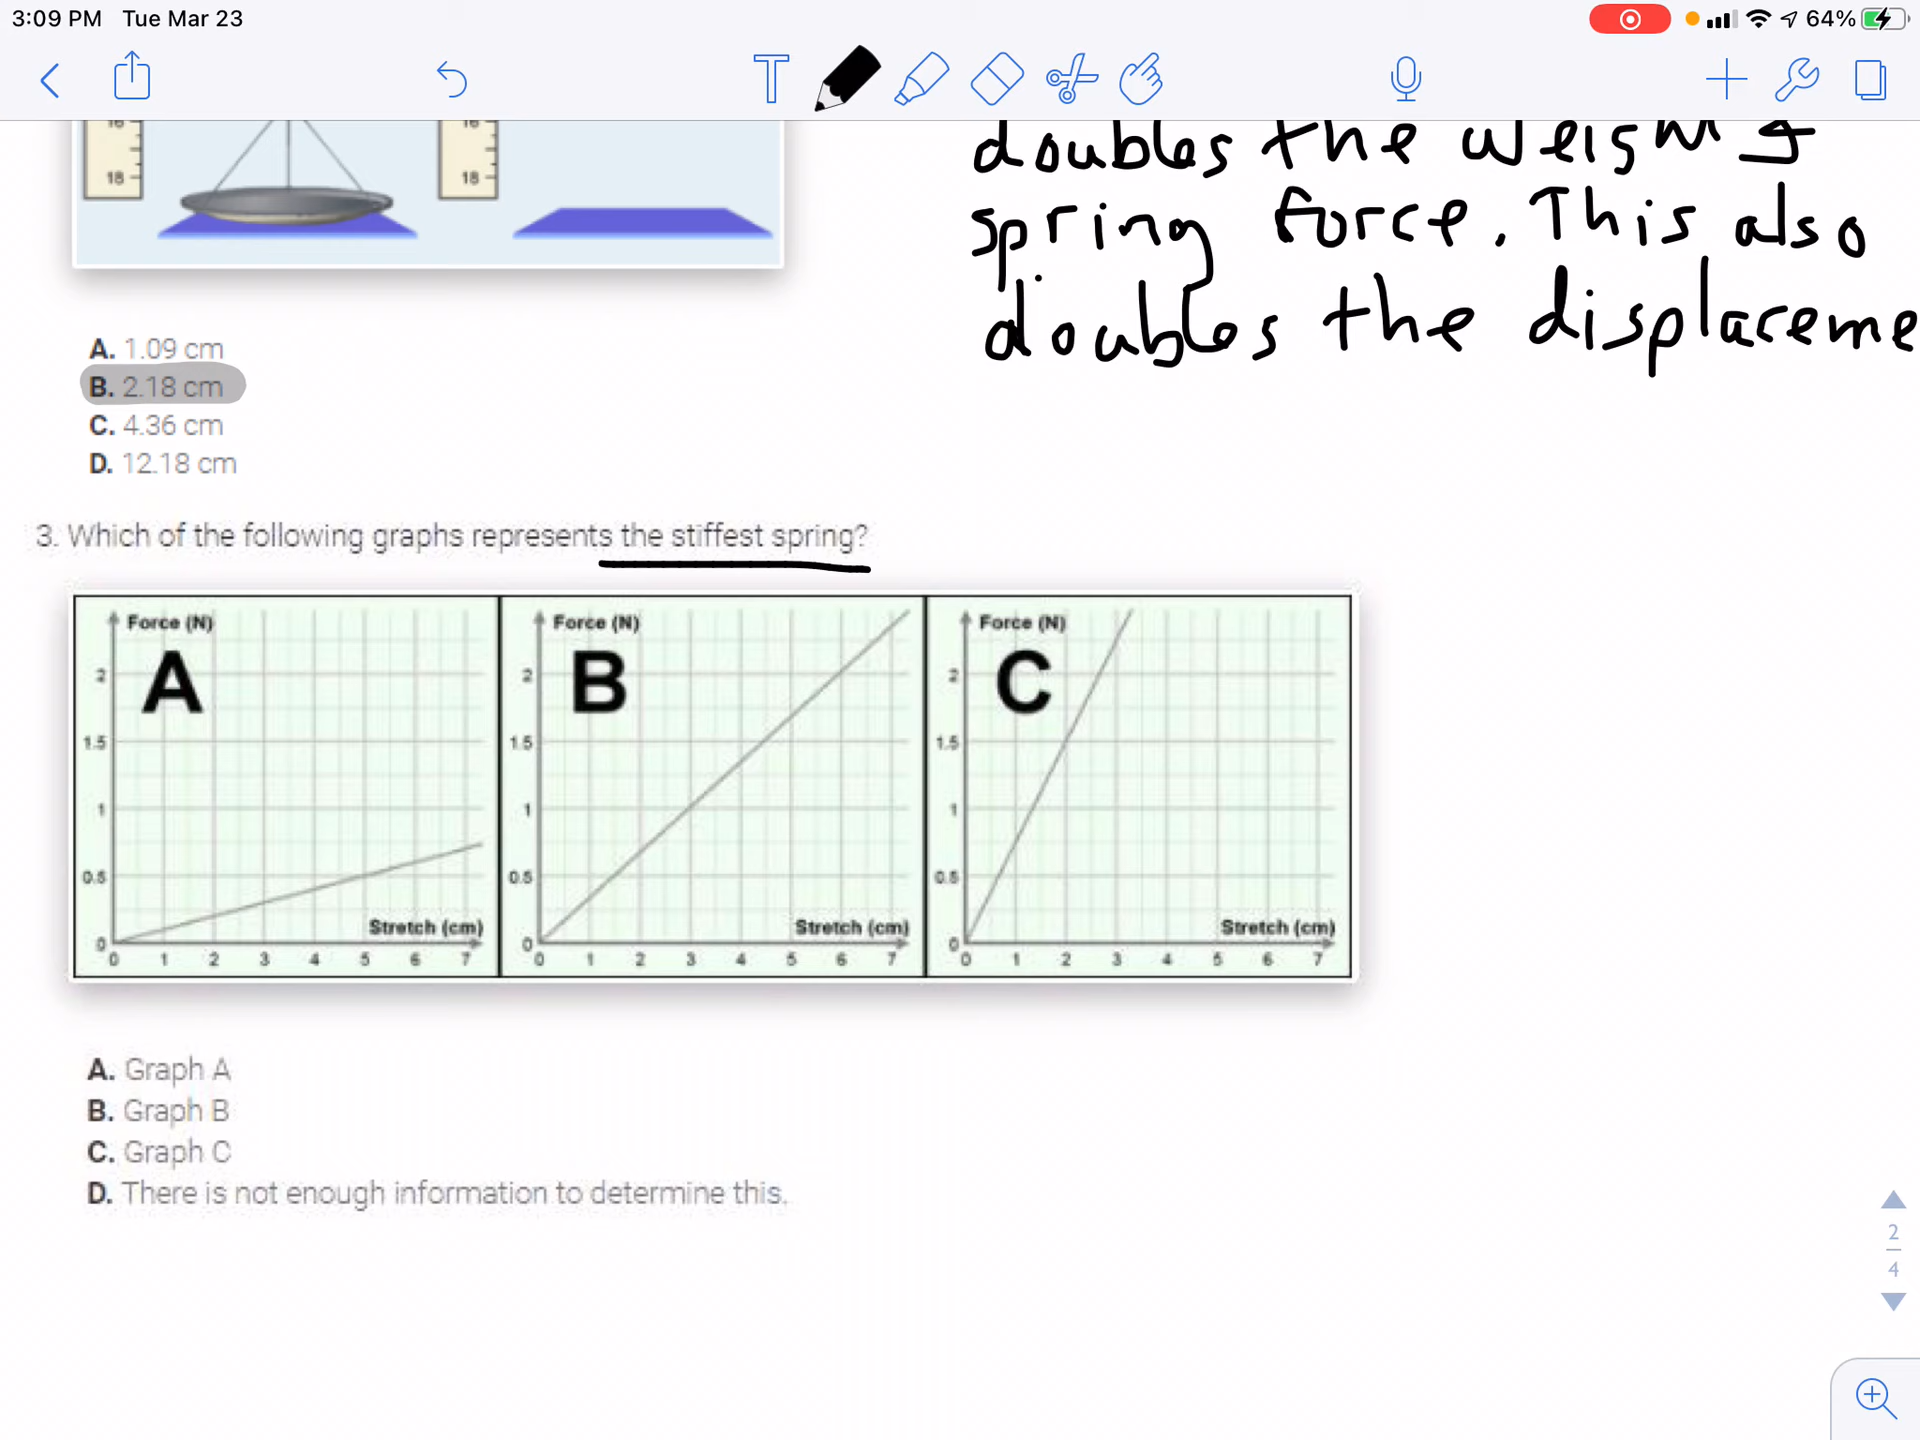 3:09 PM Tue Mar 23
64%
T
16
18
16
18
doubles the weight &
spring force. This also
doubles the displaceme
A. 1.09 cm
B. 2.18 cm
C. 4.36 cm
D. 12.18 cm
3. Which of the following graphs represents the stiffest spring?
Force (N)
A
2
1.5
1
0.5
0
Stretch (cm)
0 1 2 3 4 5 6 7
Force (N)
B
2
1.5
1
0.5
0
Stretch (cm)
0 1 2 3 4 5 6 7
Force (N)
C
2
1.5
1
0.5
0
Stretch (cm)
0 1 2 3 4 5 6 7
A. Graph A
B. Graph B
C. Graph C
D. There is not enough information to determine this.
2
4